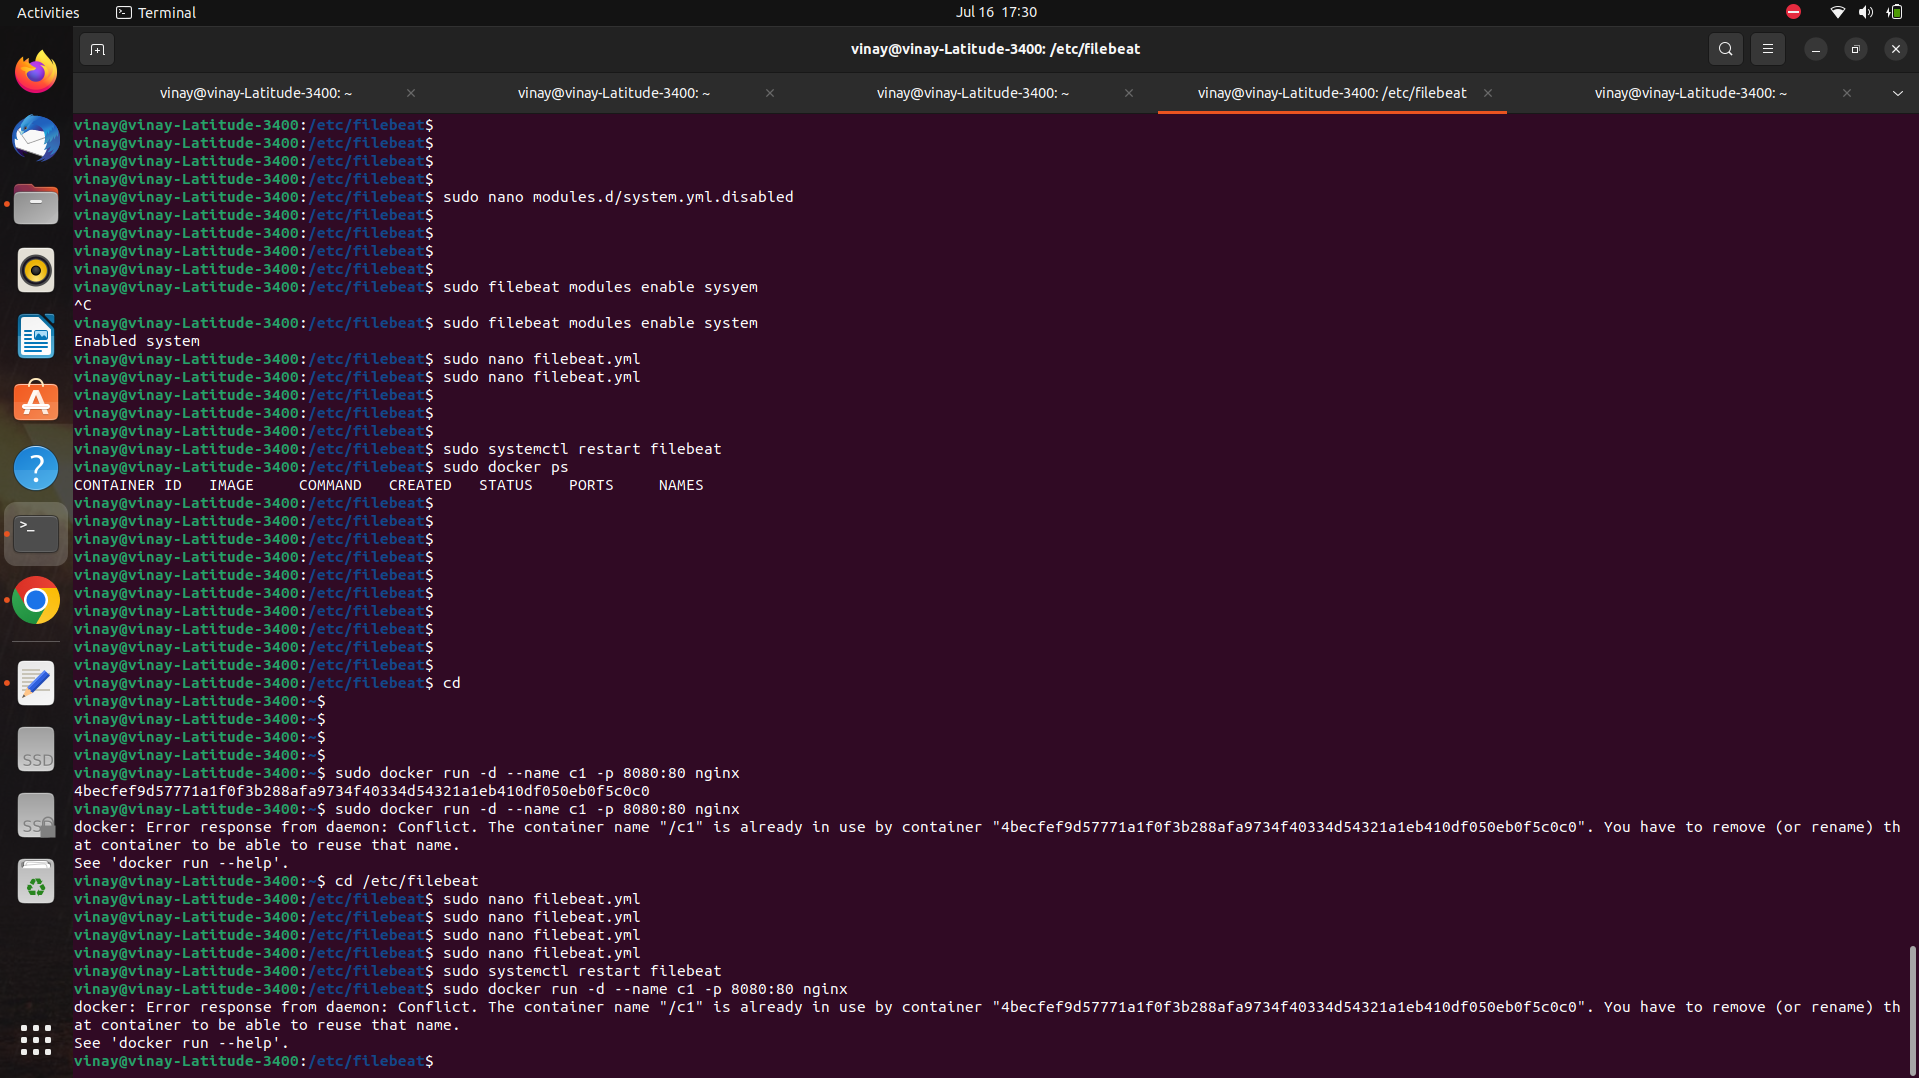 Activities
Terminal
Jul 16 17:30
vinay@vinay-Latitude-3400: /etc/filebeat
vinay@vinay-Latitude-3400: ~
vinay@vinay-Latitude-3400: ~
vinay@vinay-Latitude-3400: ~
vinay@vinay-Latitude-3400: /etc/filebeat
vinay@vinay-Latitude-3400: ~
vinay@vinay-Latitude-3400:/etc/filebeat$
vinay@vinay-Latitude-3400:/etc/filebeat$
vinay@vinay-Latitude-3400:/etc/filebeat$
vinay@vinay-Latitude-3400:/etc/filebeat$
vinay@vinay-Latitude-3400:/etc/filebeat$ sudo nano modules.d/system.yml.disabled
vinay@vinay-Latitude-3400:/etc/filebeat$
vinay@vinay-Latitude-3400:/etc/filebeat$
vinay@vinay-Latitude-3400:/etc/filebeat$
vinay@vinay-Latitude-3400:/etc/filebeat$
vinay@vinay-Latitude-3400:/etc/filebeat$ sudo filebeat modules enable sysyem
^C
vinay@vinay-Latitude-3400:/etc/filebeat$ sudo filebeat modules enable system
Enabled system
vinay@vinay-Latitude-3400:/etc/filebeat$ sudo nano filebeat.yml
vinay@vinay-Latitude-3400:/etc/filebeat$ sudo nano filebeat.yml
vinay@vinay-Latitude-3400:/etc/filebeat$
vinay@vinay-Latitude-3400:/etc/filebeat$
vinay@vinay-Latitude-3400:/etc/filebeat$
vinay@vinay-Latitude-3400:/etc/filebeat$ sudo systemctl restart filebeat
vinay@vinay-Latitude-3400:/etc/filebeat$ sudo docker ps
CONTAINER ID   IMAGE     COMMAND   CREATED   STATUS    PORTS     NAMES
vinay@vinay-Latitude-3400:/etc/filebeat$
vinay@vinay-Latitude-3400:/etc/filebeat$
vinay@vinay-Latitude-3400:/etc/filebeat$
vinay@vinay-Latitude-3400:/etc/filebeat$
vinay@vinay-Latitude-3400:/etc/filebeat$
vinay@vinay-Latitude-3400:/etc/filebeat$
vinay@vinay-Latitude-3400:/etc/filebeat$
vinay@vinay-Latitude-3400:/etc/filebeat$
vinay@vinay-Latitude-3400:/etc/filebeat$
vinay@vinay-Latitude-3400:/etc/filebeat$
vinay@vinay-Latitude-3400:/etc/filebeat$ cd
vinay@vinay-Latitude-3400:~$
vinay@vinay-Latitude-3400:~$
vinay@vinay-Latitude-3400:~$
vinay@vinay-Latitude-3400:~$
vinay@vinay-Latitude-3400:~$ sudo docker run -d --name c1 -p 8080:80 nginx
4becfef9d57771a1f0f3b288afa9734f40334d54321a1eb410df050eb0f5c0c0
vinay@vinay-Latitude-3400:~$ sudo docker run -d --name c1 -p 8080:80 nginx
docker: Error response from daemon: Conflict. The container name "/c1" is already in use by container "4becfef9d57771a1f0f3b288afa9734f40334d54321a1eb410df050eb0f5c0c0". You have to remove (or rename) th
at container to be able to reuse that name.
See 'docker run --help'.
vinay@vinay-Latitude-3400:~$ cd /etc/filebeat
vinay@vinay-Latitude-3400:/etc/filebeat$ sudo nano filebeat.yml
vinay@vinay-Latitude-3400:/etc/filebeat$ sudo nano filebeat.yml
vinay@vinay-Latitude-3400:/etc/filebeat$ sudo nano filebeat.yml
vinay@vinay-Latitude-3400:/etc/filebeat$ sudo nano filebeat.yml
vinay@vinay-Latitude-3400:/etc/filebeat$ sudo systemctl restart filebeat
vinay@vinay-Latitude-3400:/etc/filebeat$ sudo docker run -d --name c1 -p 8080:80 nginx
docker: Error response from daemon: Conflict. The container name "/c1" is already in use by container "4becfef9d57771a1f0f3b288afa9734f40334d54321a1eb410df050eb0f5c0c0". You have to remove (or rename) th
at container to be able to reuse that name.
See 'docker run --help'.
vinay@vinay-Latitude-3400:/etc/filebeat$
>_
SSD
SSD